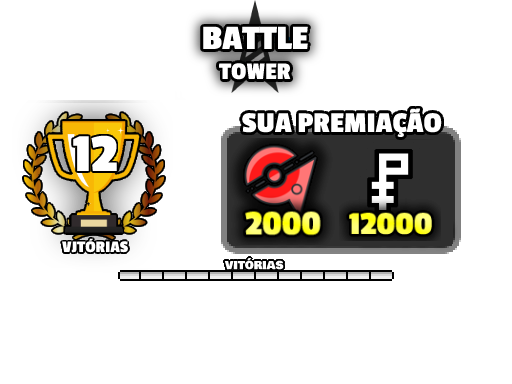 BATTLE
TOWER
12
VITÓRIAS
SUA PREMIAÇÃO
2000
12000
VITÓRIAS